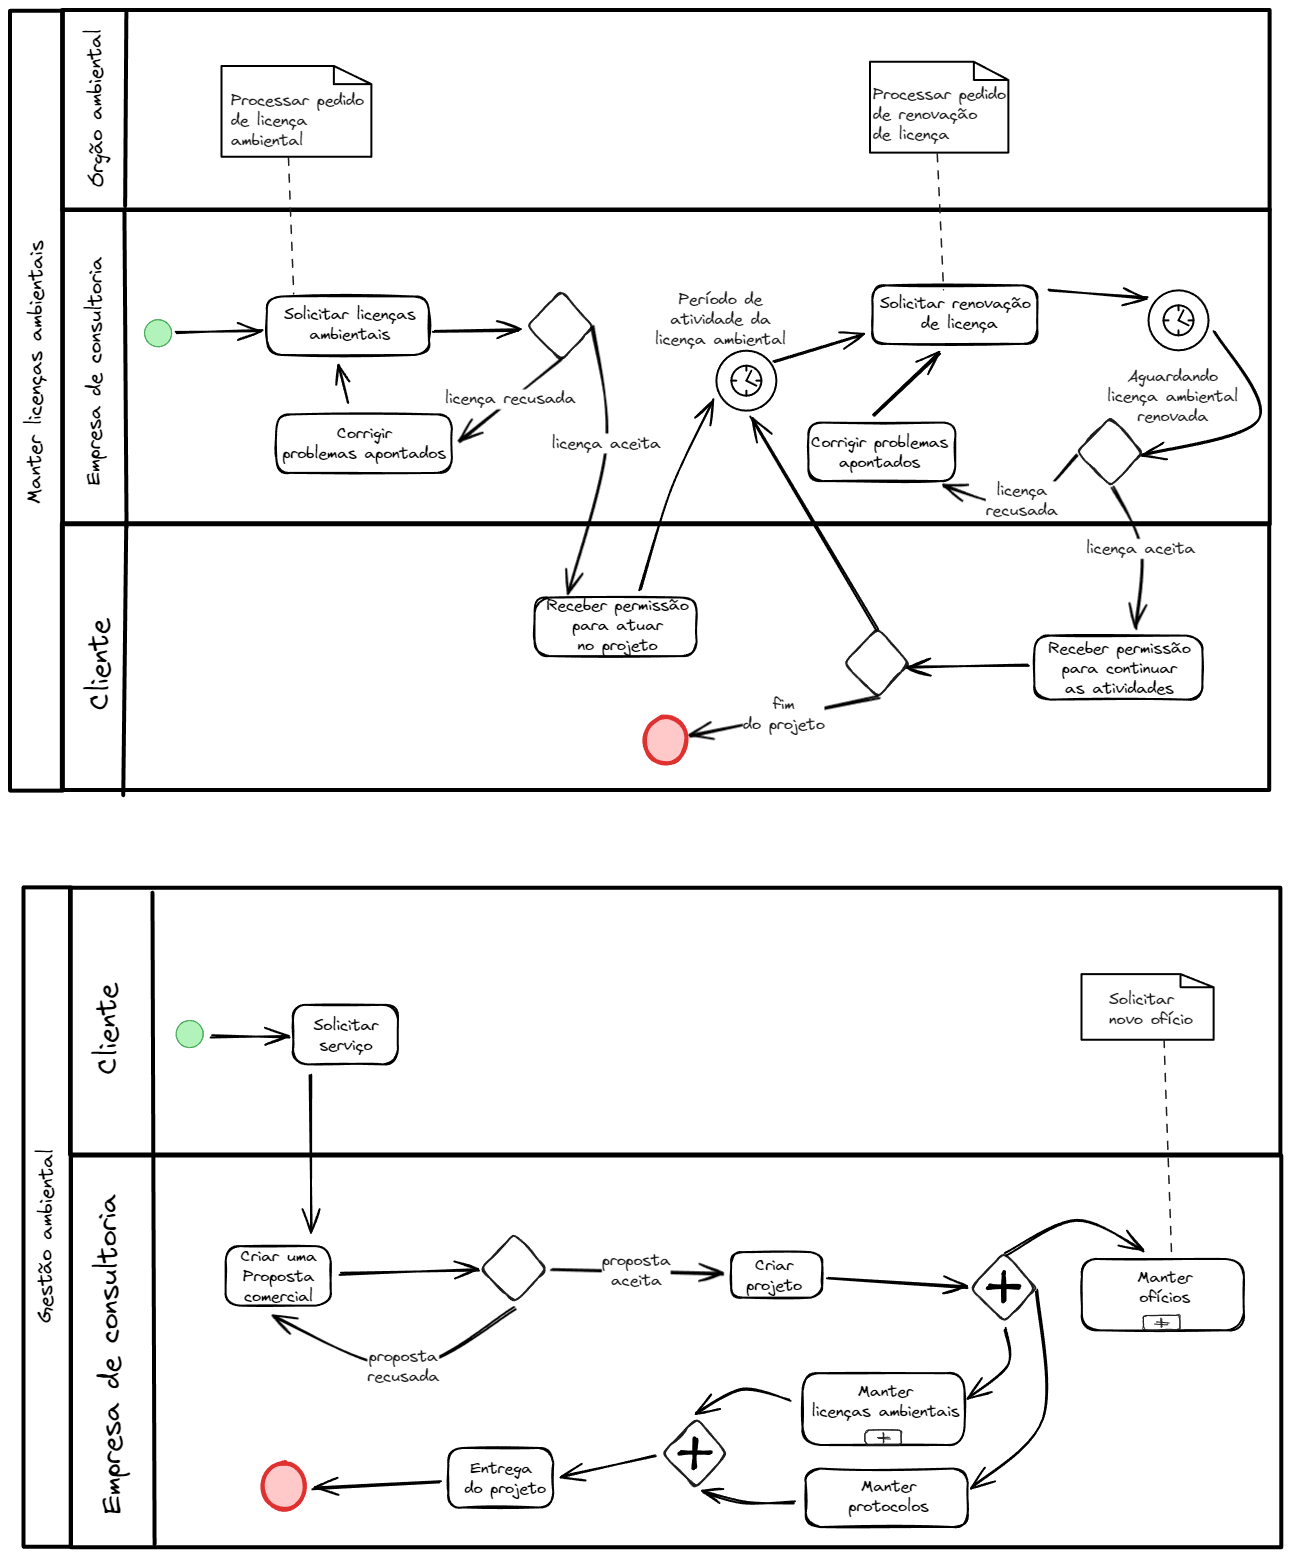 Manter licenças ambientais
Órgão ambiental
Processar pedido
de licença
ambiental
Processar pedido
de renovação
de licença
Empresa de consultoria
Solicitar licenças
ambientais
licença recusada
Corrigir
problemas apontados
licença aceita
Período de
atividade da
licença ambiental
Solicitar renovação
de licença
Aguardando
licença ambiental
renovada
Corrigir problemas
apontados
licença
recusada
licença aceita
Cliente
Receber permissão
para atuar
no projeto
Receber permissão
para continuar
as atividades
fim
do projeto
Gestão ambiental
Cliente
Solicitar
serviço
Solicitar
novo ofício
Empresa de consultoria
Criar uma
Proposta
comercial
proposta
aceita
proposta
recusada
Criar
projeto
Manter
ofícios
Manter
licenças ambientais
Manter
protocolos
Entrega
do projeto